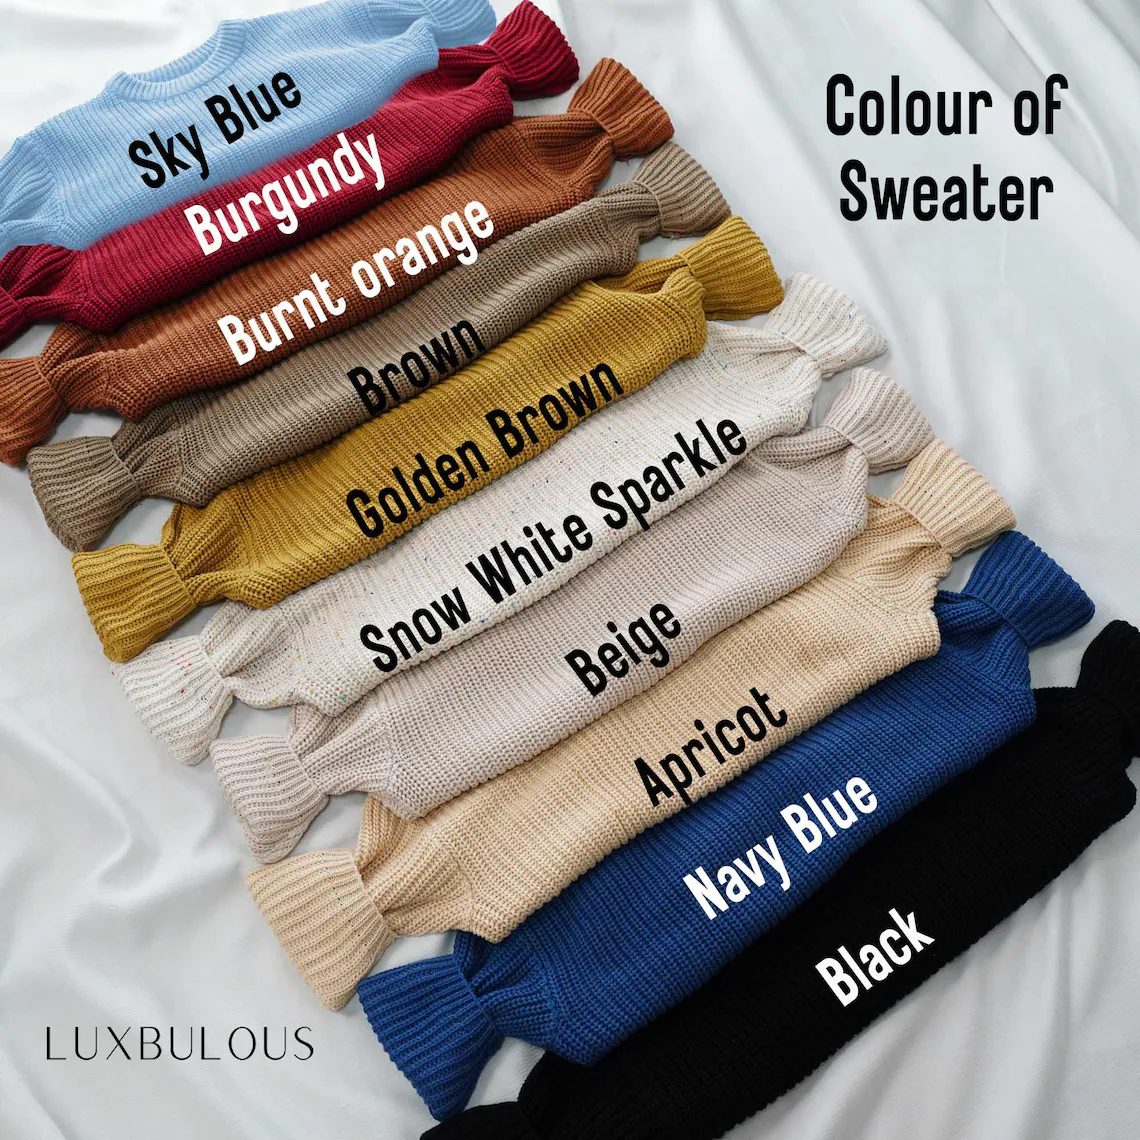 Colour of
Sweater
Sky Blue
Burgundy
Burnt orange
Brown
Golden Brown
Snow White Sparkle
Beige
Apricot
Navy Blue
Black
LUXBULOUS